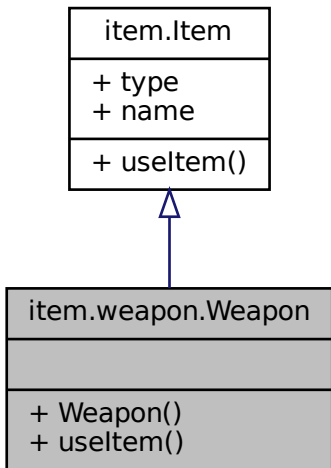 item.Item
+ type
+ name
+ useItem()
item.weapon.Weapon
+ Weapon()
+ useItem()